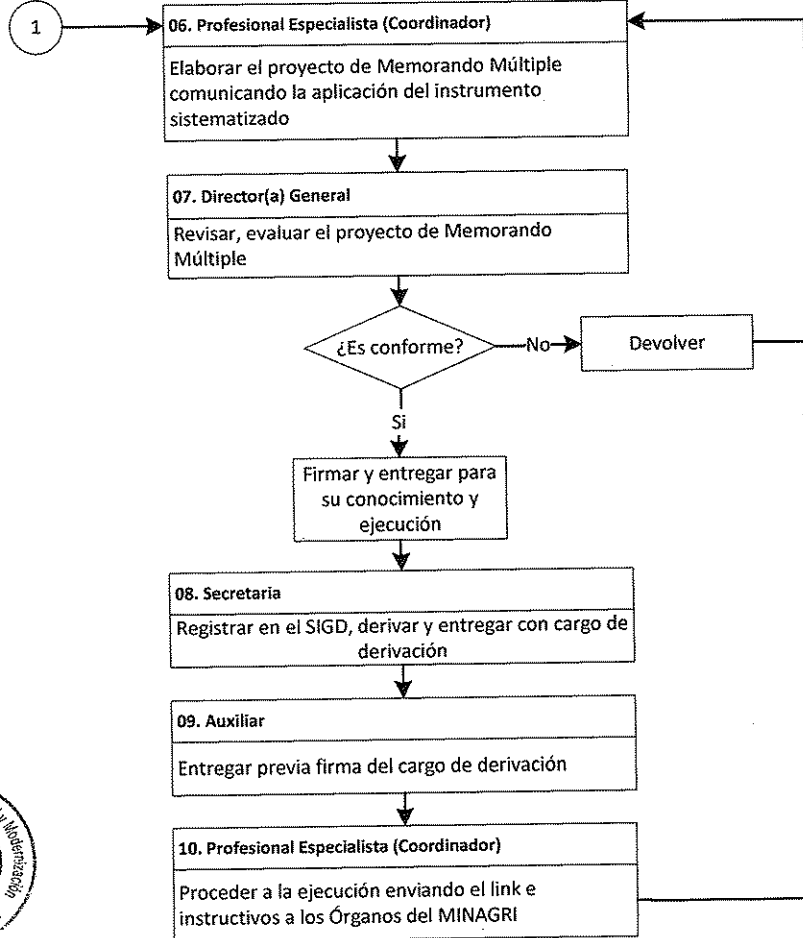 1
06. Profesional Especialista (Coordinador)
Elaborar el proyecto de Memorando Múltiple
comunicando la aplicación del instrumento
sistematizado
07. Director(a) General
Revisar, evaluar el proyecto de Memorando
Múltiple
¿Es conforme?
No
Devolver
Si
Firmar y entregar para
su conocimiento y
ejecución
08. Secretaria
Registrar en el SIGD, derivar y entregar con cargo de
derivación
09. Auxiliar
Entregar previa firma del cargo de derivación
10. Profesional Especialista (Coordinador)
Proceder a la ejecución enviando el link e
instructivos a los Órganos del MINAGRI
y Modernización